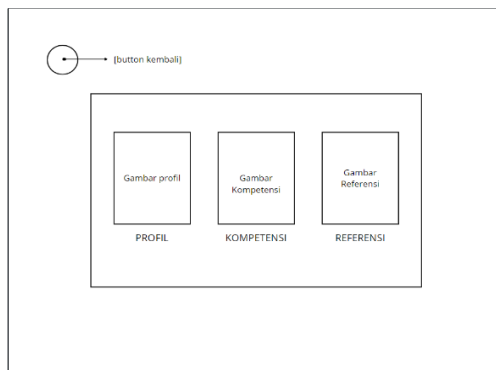 [button kembali]
Gambar profil
Gambar
Kompetensi
Gambar
Referensi
PROFIL
KOMPETENSI
REFERENSI